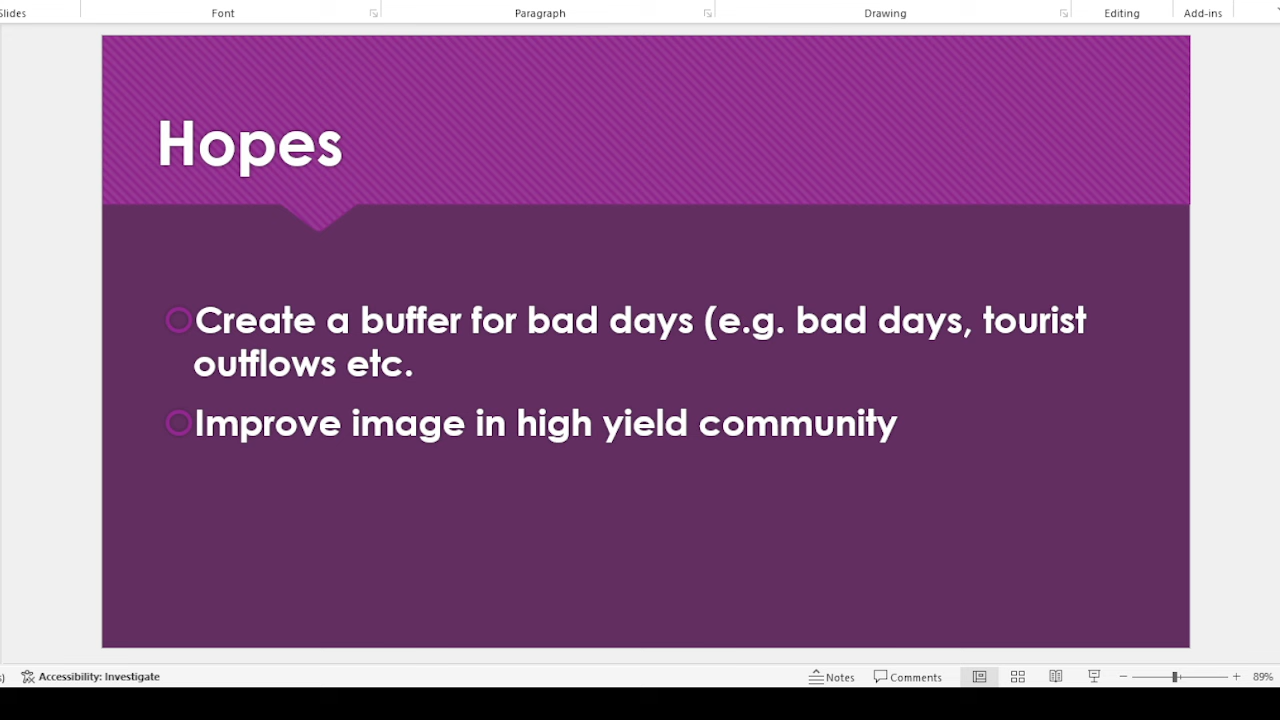 Slides Font Paragraph Drawing Editing Add-ins
Hopes
Create a buffer for bad days (e.g. bad days, tourist
outflows etc.
Improve image in high yield community
Accessibility: Investigate Notes Comments 89%